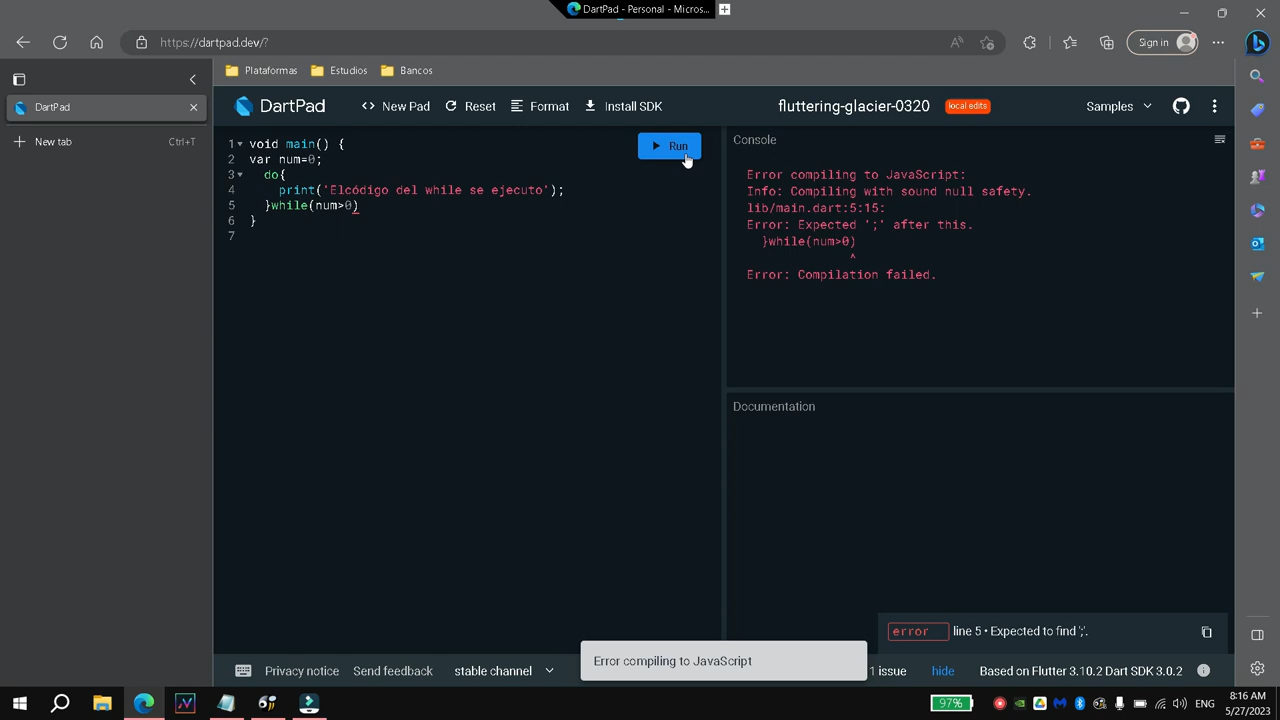 DartPad - Personal - Micros...
https://dartpad.dev/?
Sign in
Plataformas
Estudios
Bancos
DartPad
New tab
Ctrl+T
DartPad
<> New Pad
Reset
Format
Install SDK
fluttering-glacier-0320
local edits
Samples
Run
1 void main() {
2 var num=0;
3 do{
4 print('Elcódigo del while se ejecuto');
5 }while(num>0)
6 }
7
Console
Error compiling to JavaScript:
Info: Compiling with sound null safety.
lib/main.dart:5:15:
Error: Expected ';' after this.
}while(num>0)
^
Error: Compilation failed.
Documentation
error line 5 • Expected to find ';'.
Privacy notice
Send feedback
stable channel
Error compiling to JavaScript
1 issue
hide
Based on Flutter 3.10.2 Dart SDK 3.0.2
97%
ENG
8:16 AM
5/27/2023